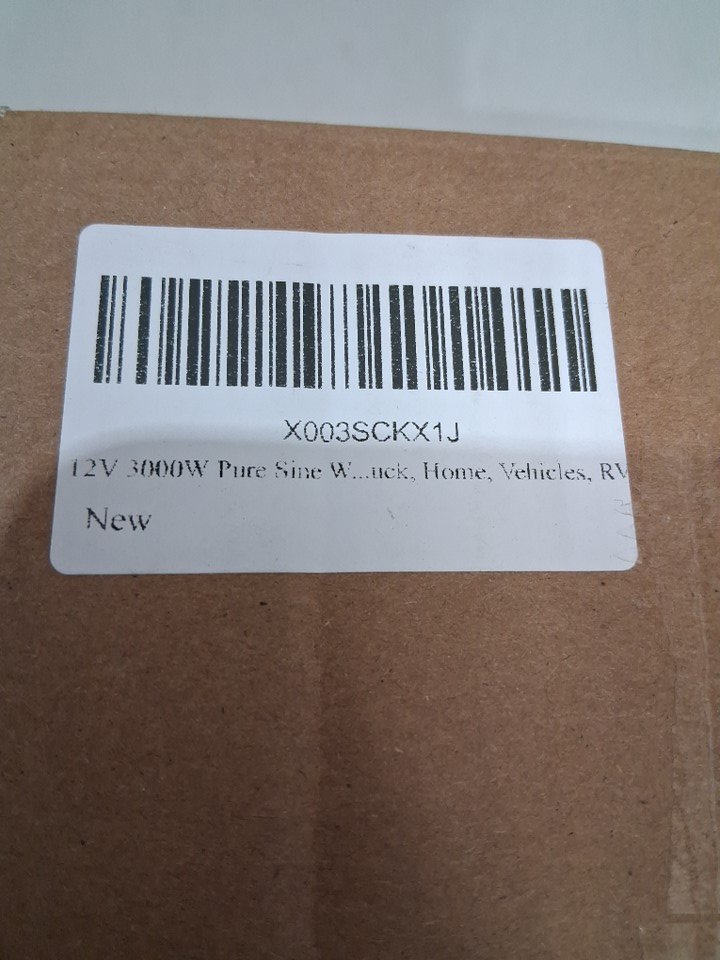 X003SCKX1J
12V 3000W Pure Sine W...uck, Home, Vehicles, RV
New